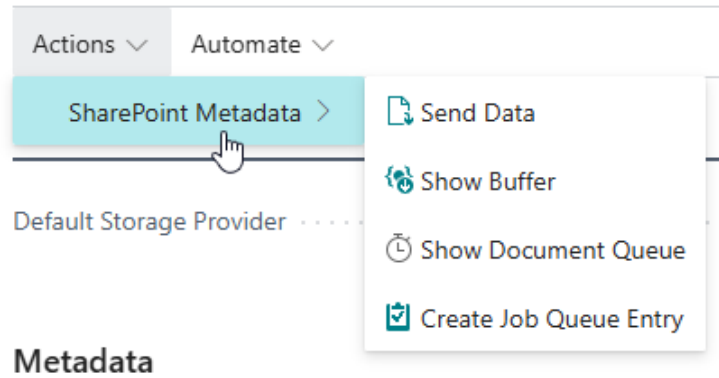 Actions Automate
SharePoint Metadata
Send Data
Show Buffer
Default Storage Provider
Show Document Queue
Create Job Queue Entry
Metadata